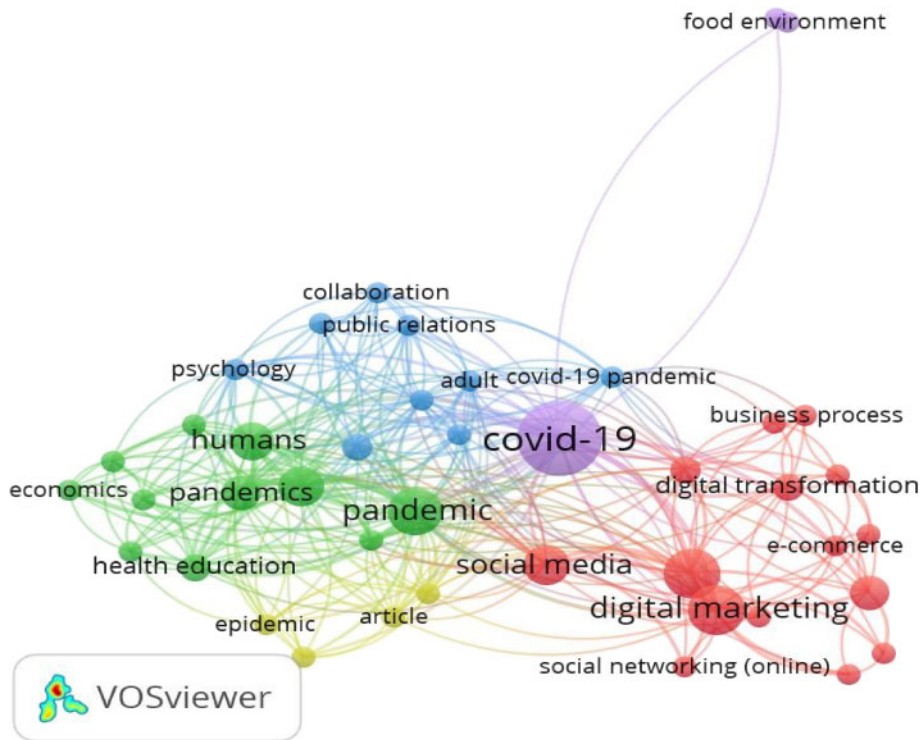 food environment
collaboration
public relations
psychology
adult
covid-19 pandemic
business process
humans
covid-19
economics
pandemics
digital transformation
pandemic
e-commerce
health education
social media
digital marketing
epidemic
article
social networking (online)
VOSviewer